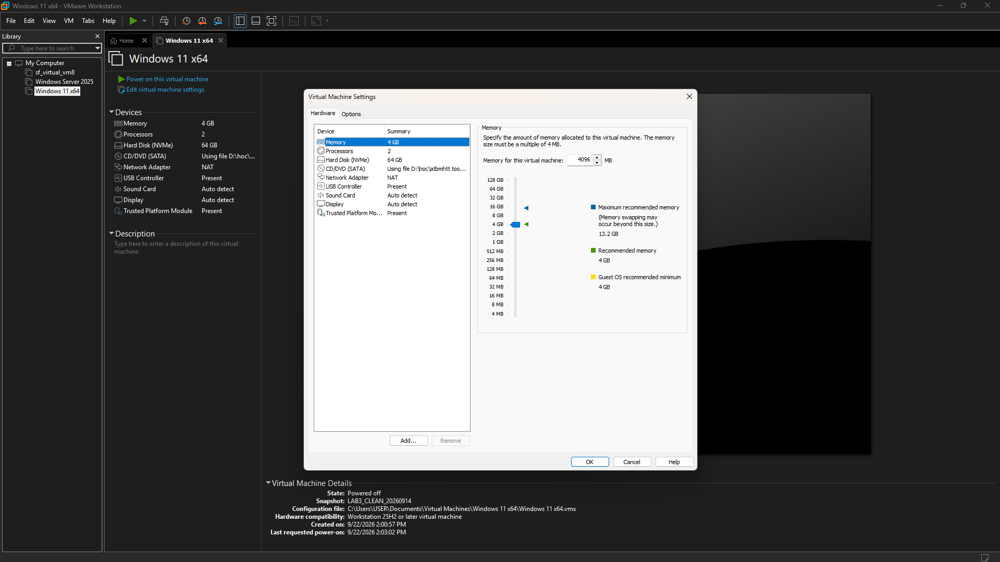 Windows 11 x64 - VMware Workstation
File Edit View VM Tabs Help
Library
Type here to search
My Computer
sf_virtual_vm8
Windows Server 2025
Windows 11 x64
Home
Windows 11 x64
Windows 11 x64
Power on this virtual machine
Edit virtual machine settings
Devices
Memory 4 GB
Processors 2
Hard Disk (NVMe) 64 GB
CD/DVD (SATA) Using file D:\hoc\...
Network Adapter NAT
USB Controller Present
Sound Card Auto detect
Display Auto detect
Trusted Platform Module Present
Description
Type here to enter a description of this virtual
machine.
Virtual Machine Settings
Hardware Options
Device Summary
Memory 4 GB
Processors 2
Hard Disk (NVMe) 64 GB
CD/DVD (SATA) Using file D:\hoc\atbmhtt too...
Network Adapter NAT
USB Controller Present
Sound Card Auto detect
Display Auto detect
Trusted Platform Mo... Present
Add... Remove
Memory
Specify the amount of memory allocated to this virtual machine. The memory
size must be a multiple of 4 MB.
Memory for this virtual machine: 4096 MB
128 GB
64 GB
32 GB
16 GB
8 GB
4 GB
2 GB
1 GB
512 MB
256 MB
128 MB
64 MB
32 MB
16 MB
8 MB
4 MB
Maximum recommended memory
(Memory swapping may
occur beyond this size.)
13.2 GB
Recommended memory
4 GB
Guest OS recommended minimum
4 GB
OK Cancel Help
Virtual Machine Details
State: Powered off
Snapshot: LAB3_CLEAN_20260914
Configuration file: C:\Users\USER\Documents\Virtual Machines\Windows 11 x64\Windows 11 x64.vmx
Hardware compatibility: Workstation 25H2 or later virtual machine
Created on: 9/22/2026 2:00:57 PM
Last requested power-on: 9/22/2026 2:03:02 PM